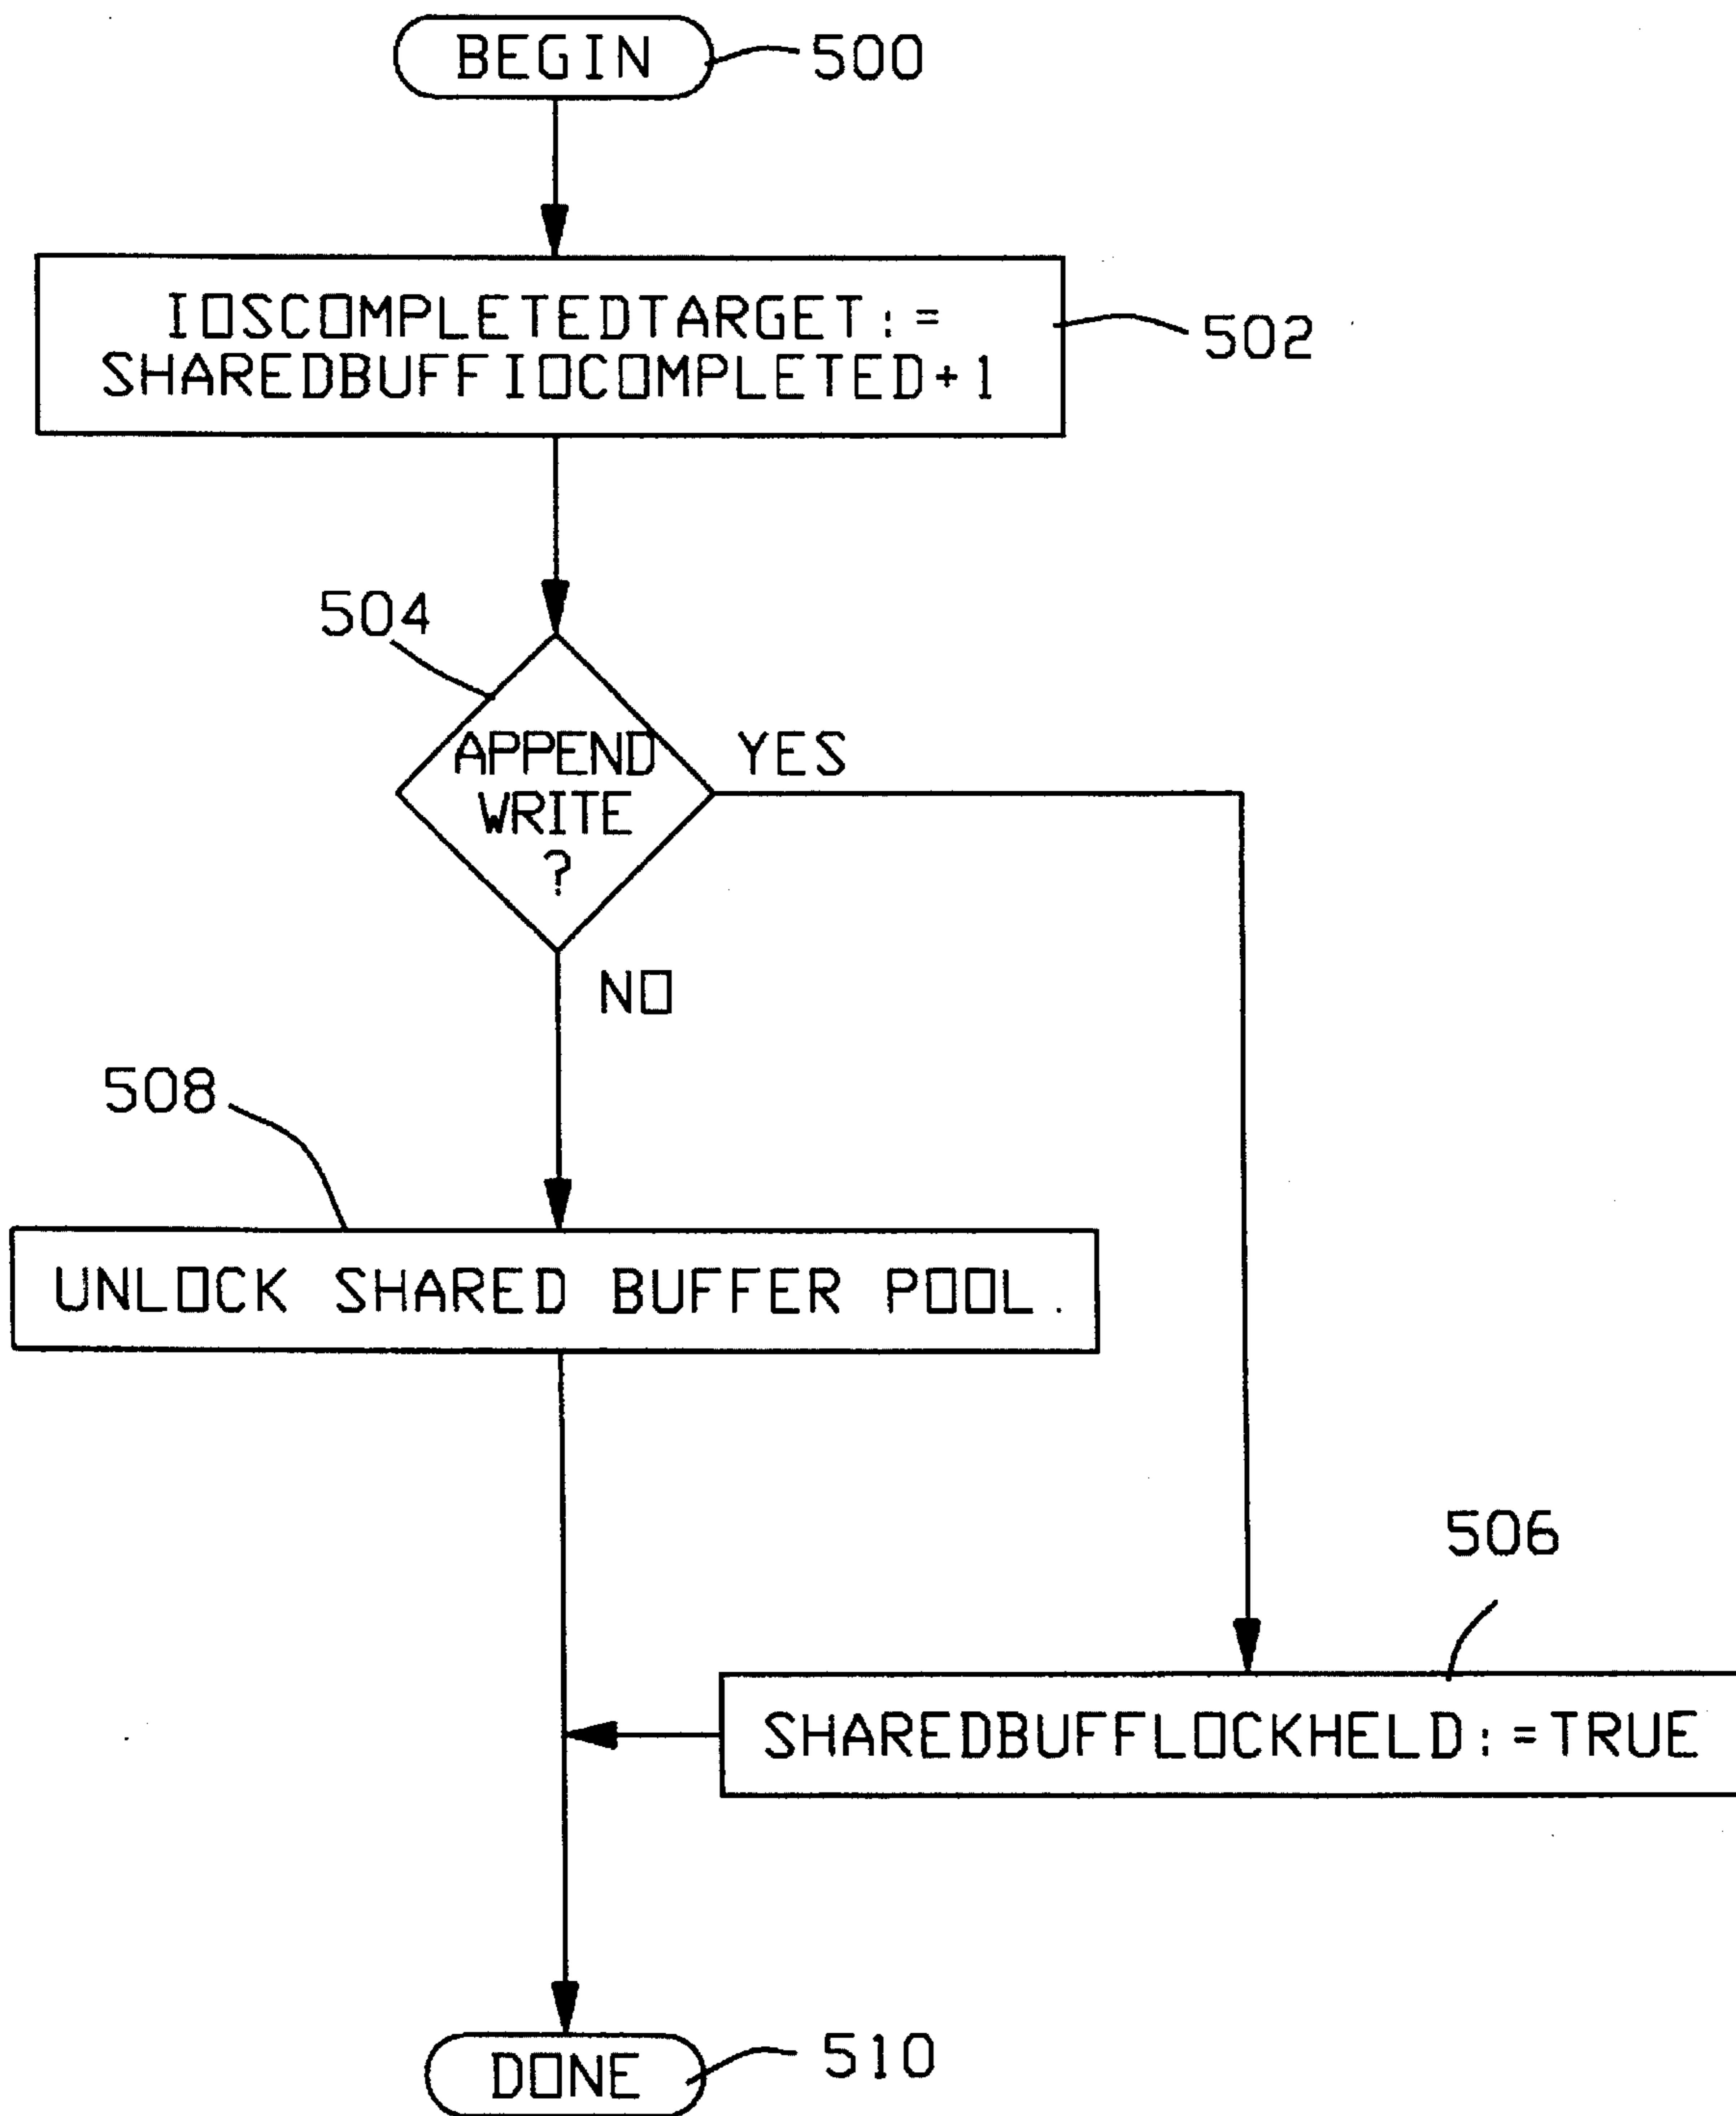 BEGIN
500
IOSCOMPLETEDTARGET:=
SHAREDBUFFIOCOMPLETED+1
502
504
APPEND
WRITE
?
YES
NO
508
UNLOCK SHARED BUFFER POOL.
506
SHAREDBUFFLOCKHELD:=TRUE
DONE
510